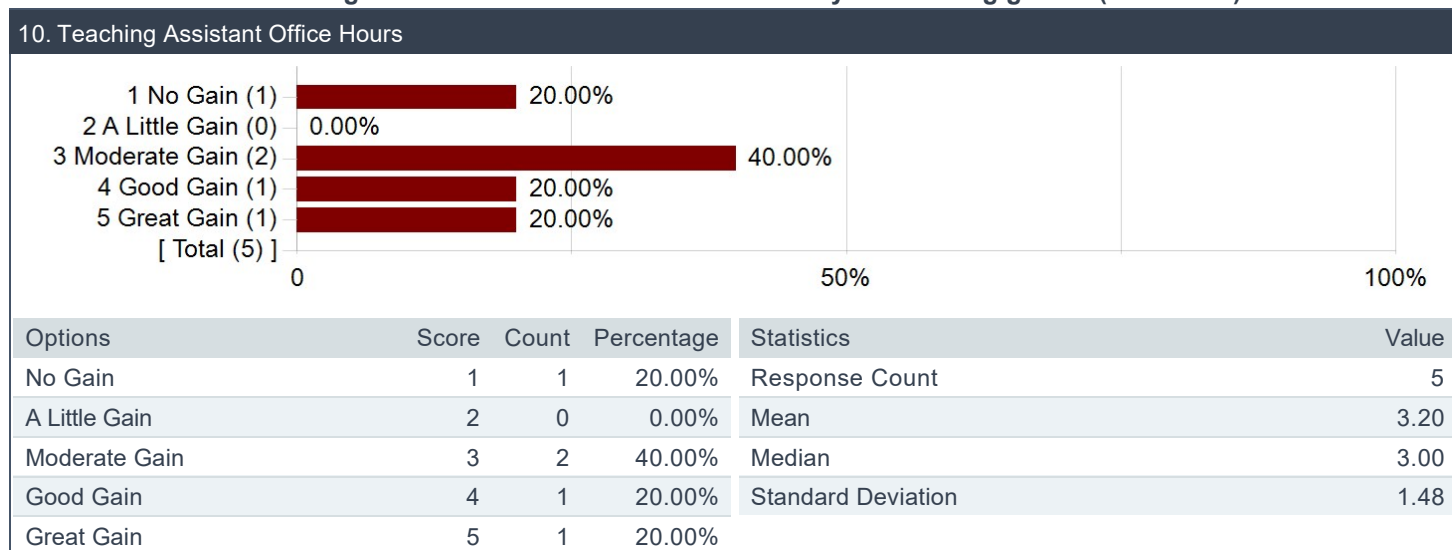 10. Teaching Assistant Office Hours
1 No Gain (1) 20.00%
2 A Little Gain (0) 0.00%
3 Moderate Gain (2) 40.00%
4 Good Gain (1) 20.00%
5 Great Gain (1) 20.00%
[ Total (5) ]
0 50% 100%
Options Score Count Percentage Statistics Value
No Gain 1 1 20.00% Response Count 5
A Little Gain 2 0 0.00% Mean 3.20
Moderate Gain 3 2 40.00% Median 3.00
Good Gain 4 1 20.00% Standard Deviation 1.48
Great Gain 5 1 20.00%